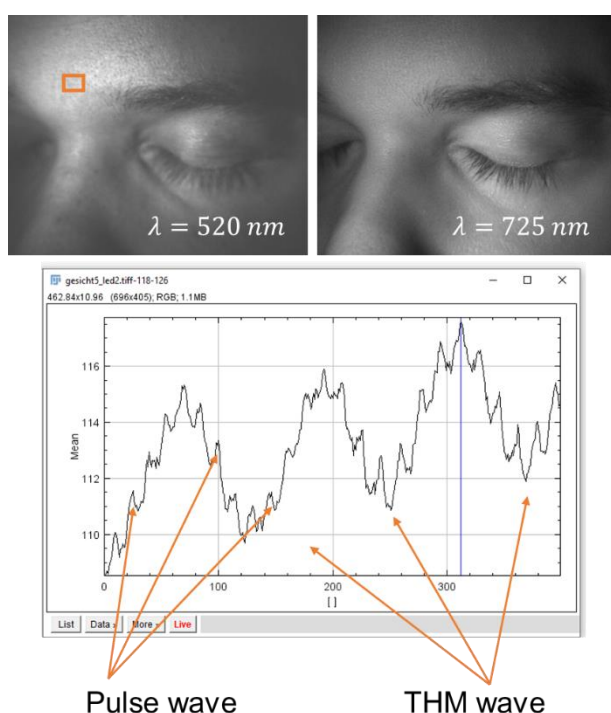 λ = 520 nm
λ = 725 nm
gesicht5_led2.tiff-118-126
462.84x10.96 (696x405); RGB; 1.1MB
116
114
112
110
Mean
0
100
200
300
[ ]
List
Data »
More »
Live
Pulse wave
THM wave